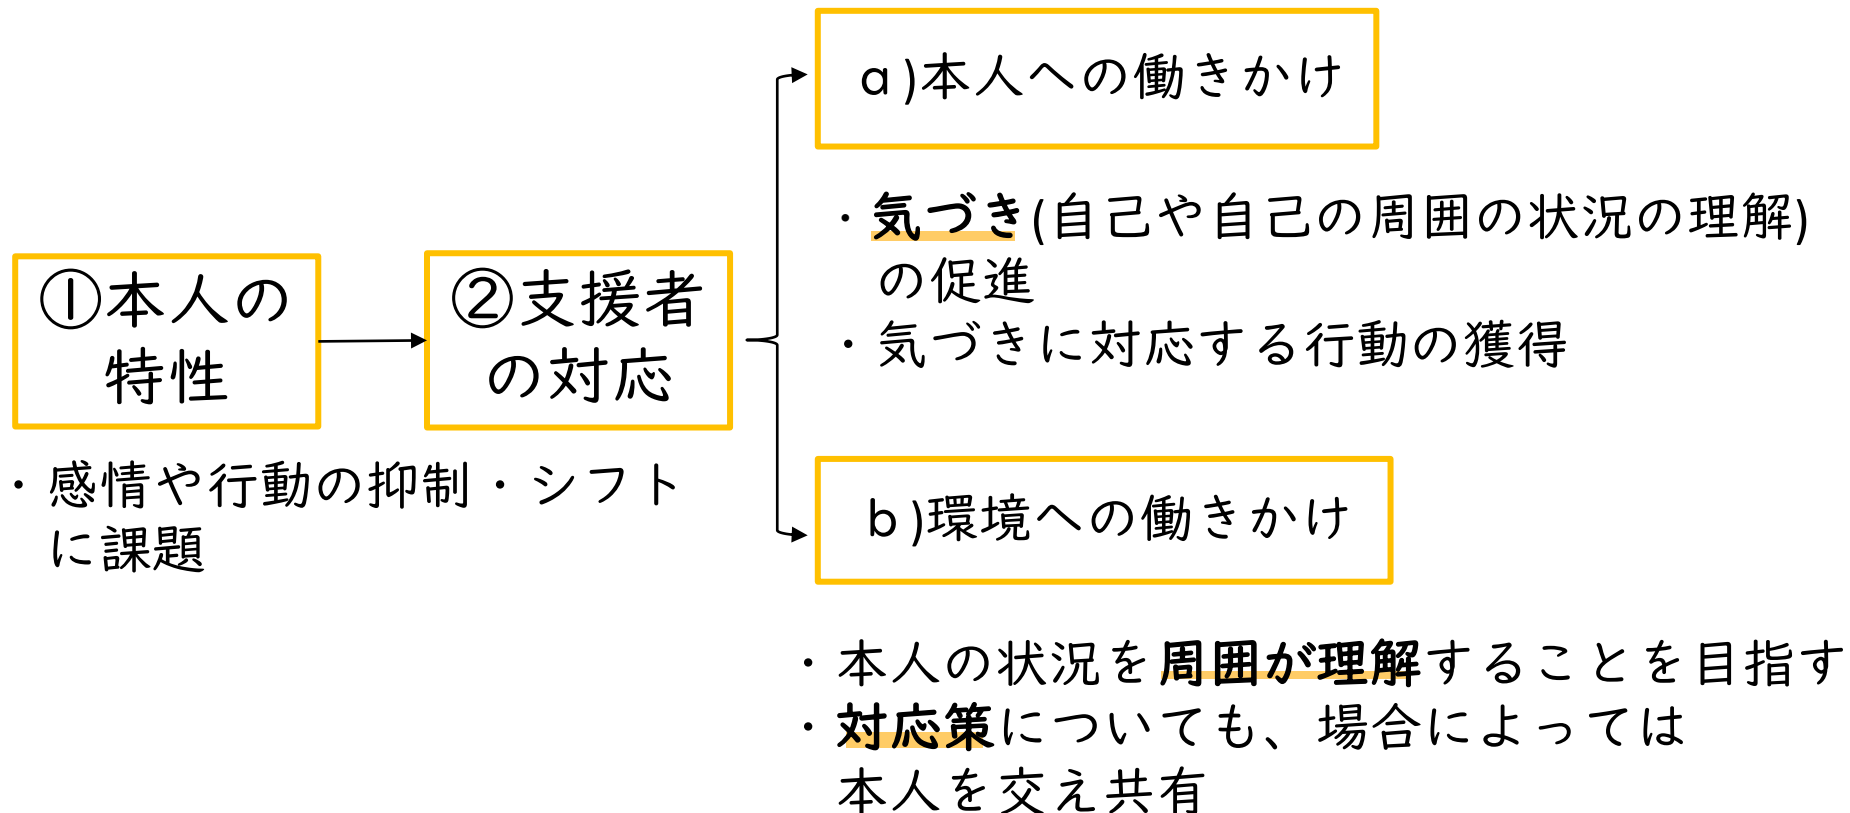 ①本人の
特性
・感情や行動の抑制・シフト
に課題
②支援者
の対応
a)本人への働きかけ
・気づき(自己や自己の周囲の状況の理解)
の促進
・気づきに対応する行動の獲得
b)環境への働きかけ
・本人の状況を周囲が理解することを目指す
・対応策についても、場合によっては
本人を交え共有